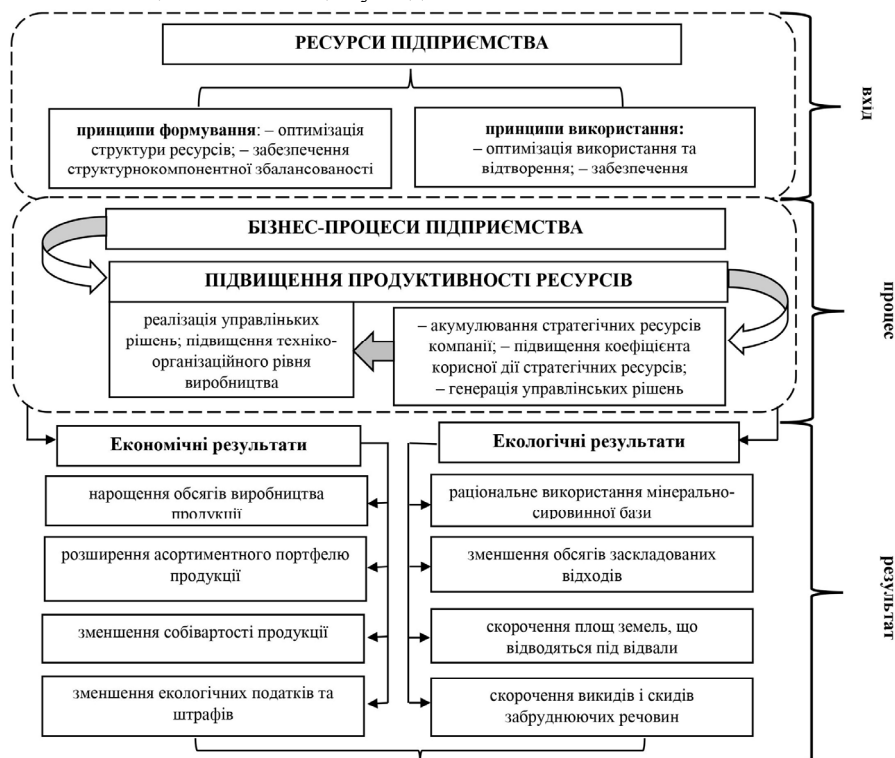 РЕСУРСИ ПІДПРИЄМСТВА
принципи формування: – оптимізація
структури ресурсів; – забезпечення
структурнокомпонентної збалансованості
принципи використання:
– оптимізація використання та
відтворення; – забезпечення
вхід
БІЗНЕС-ПРОЦЕСИ ПІДПРИЄМСТВА
ПІДВИЩЕННЯ ПРОДУКТИВНОСТІ РЕСУРСІВ
реалізація управліньких
рішень; підвищення техніко-
організаційного рівня
виробництва
– акумулювання стратегічних ресурсів
компанії; – підвищення коефіцієнта
корисної дії стратегічних ресурсів;
– генерація управлінських рішень
процес
Економічні результати
нарощення обсягів виробництва
продукції
розширення асортиментного портфелю
продукції
зменшення собівартості продукції
зменшення екологічних податків та
штрафів
Екологічні результати
раціональне використання мінерально-
сировинної бази
зменшення обсягів заскладованих
відходів
скорочення площ земель, що
відводяться під відвали
скорочення викидів і скидів
забруднюючих речовин
результат